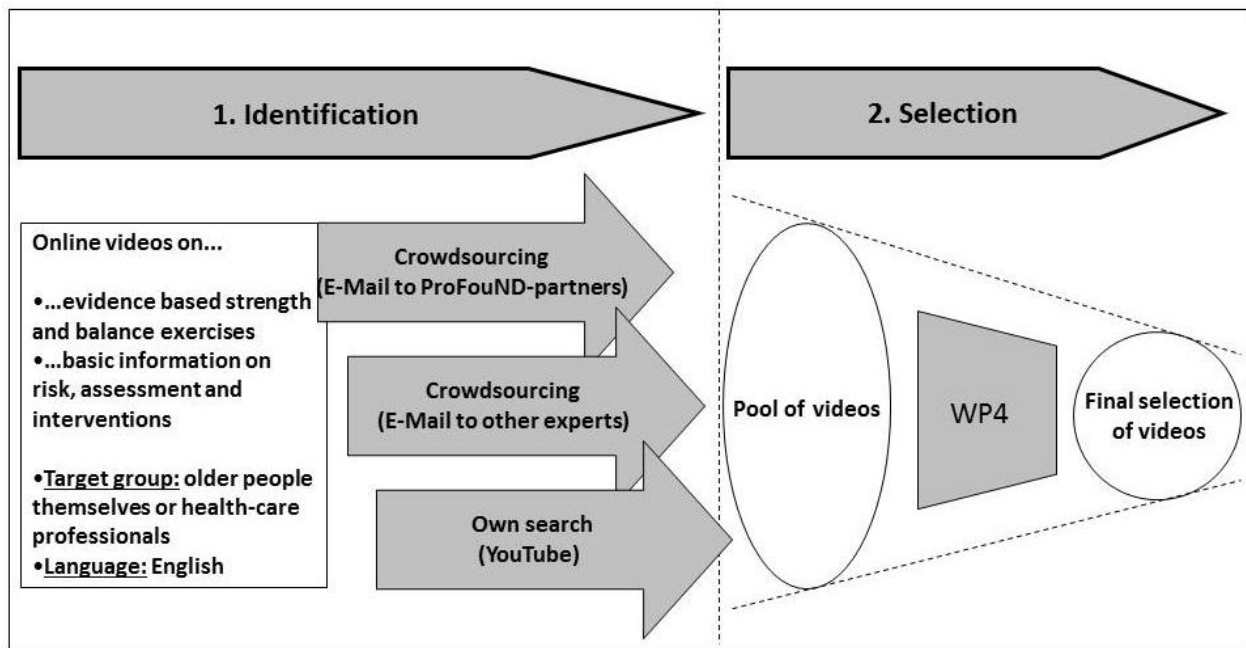 1. Identification
2. Selection
Online videos on...
•...evidence based strength
and balance exercises
•...basic information on
risk, assessment and
interventions
•Target group: older people
themselves or health-care
professionals
•Language: English
Crowdsourcing
(E-Mail to ProFouND-partners)
Crowdsourcing
(E-Mail to other experts)
Own search
(YouTube)
Pool of videos
WP4
Final selection
of videos